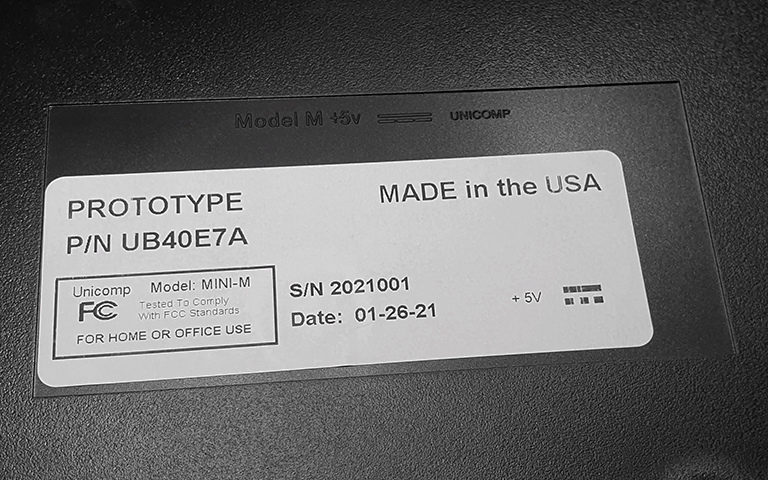 Model M +5v UNICOMP
PROTOTYPE
MADE in the USA
P/N UB40E7A
Unicomp Model: MINI-M
FCC Tested To Comply
With FCC Standards
FOR HOME OR OFFICE USE
S/N 2021001
Date: 01-26-21
+ 5V